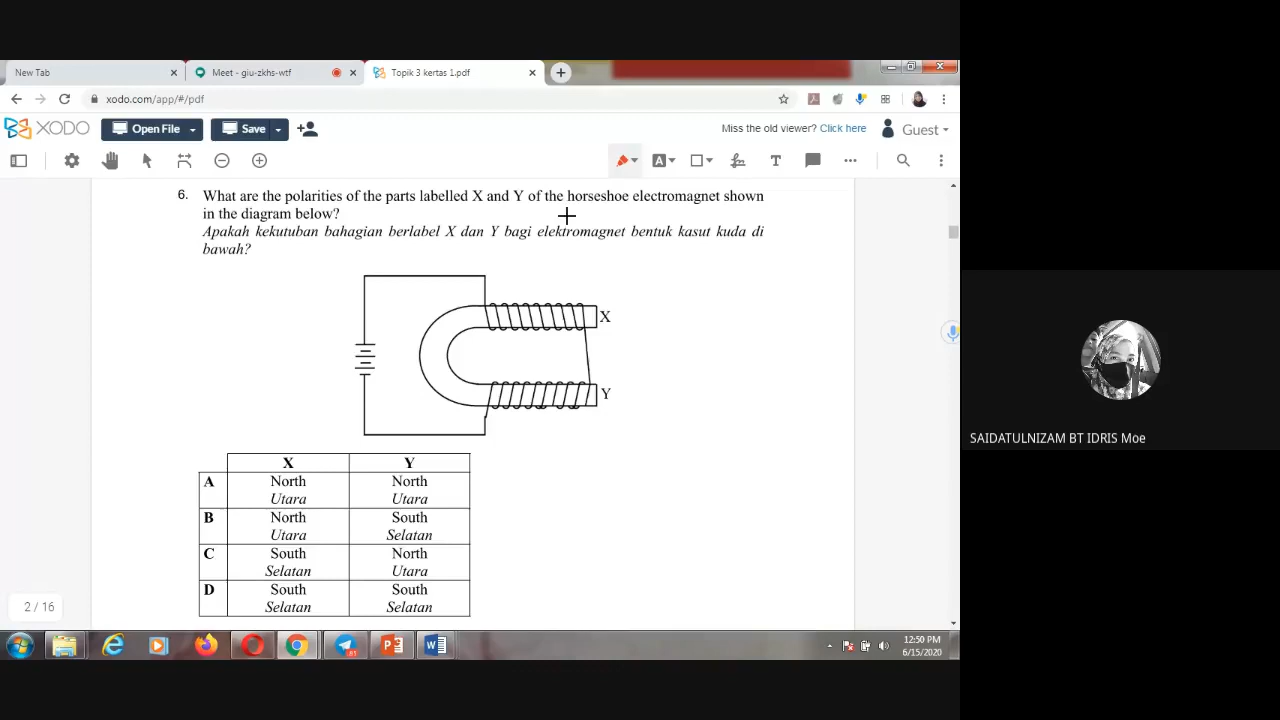 New Tab
Meet - giu-zkhs-wtf
Topik 3 kertas 1.pdf
xodo.com/app/#/pdf
XODO
Open File
Save
Miss the old viewer? Click here
Guest
6. What are the polarities of the parts labelled X and Y of the horseshoe electromagnet shown
in the diagram below?
Apakah kekutuban bahagian berlabel X dan Y bagi elektromagnet bentuk kasut kuda di
bawah?
X
Y
X Y
A North North
Utara Utara
B North South
Utara Selatan
C South North
Selatan Utara
D South South
Selatan Selatan
2 / 16
12:50 PM
6/15/2020
SAIDATULNIZAM BT IDRIS Moe